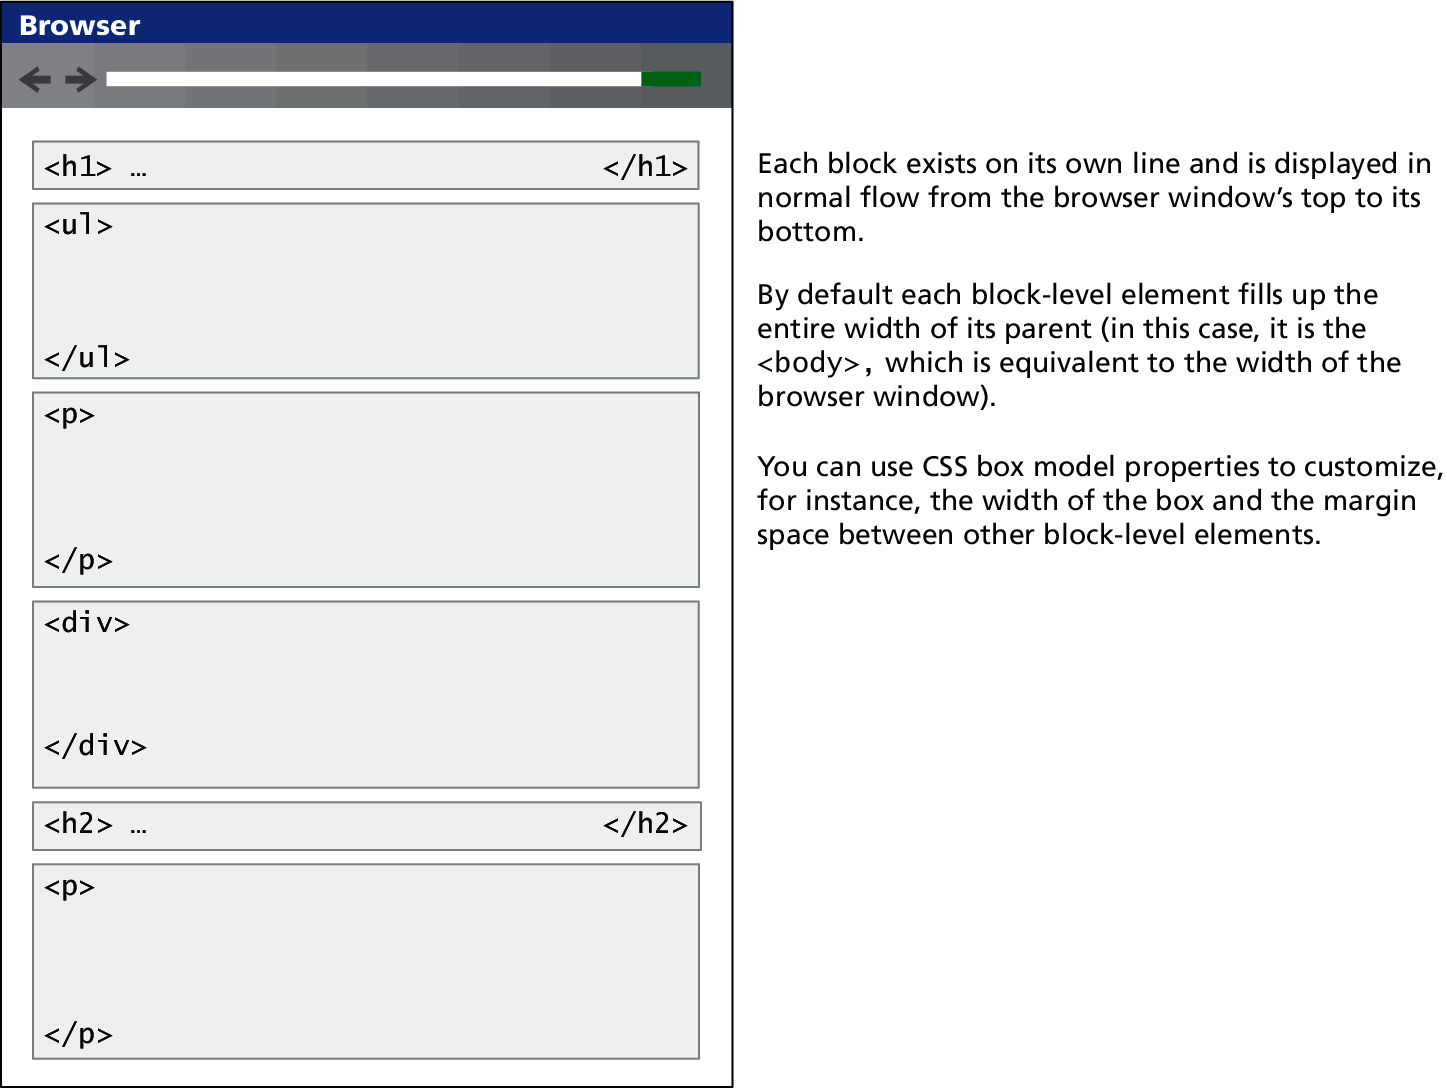 Browser
<h1> … </h1>
<ul>
</ul>
<p>
</p>
<div>
</div>
<h2> … </h2>
<p>
</p>
Each block exists on its own line and is displayed in
normal flow from the browser window’s top to its
bottom.
By default each block-level element fills up the
entire width of its parent (in this case, it is the
<body>, which is equivalent to the width of the
browser window).
You can use CSS box model properties to customize,
for instance, the width of the box and the margin
space between other block-level elements.